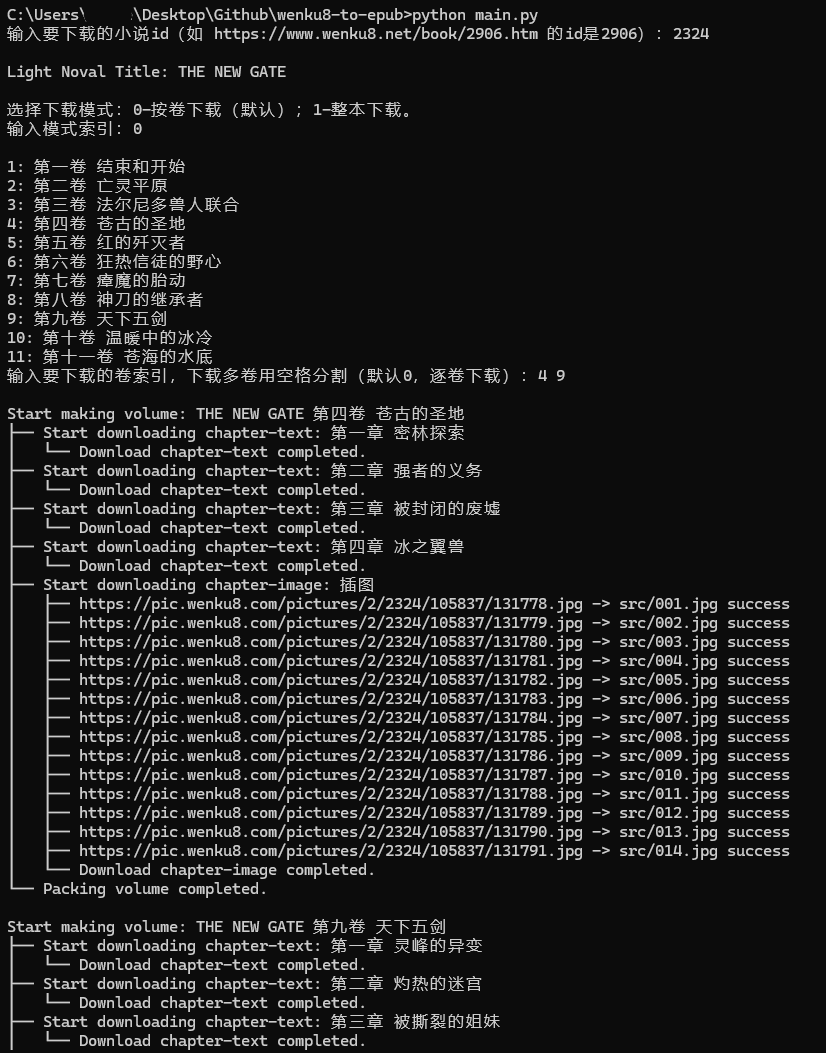 C:\Users\ \Desktop\Github\wenku8-to-epub>python main.py
输入要下载的小说id（如 https://www.wenku8.net/book/2906.htm 的id是2906）: 2324
Light Noval Title: THE NEW GATE
选择下载模式: 0-按卷下载（默认）; 1-整本下载。
输入模式索引: 0
1: 第一卷 结束和开始
2: 第二卷 亡灵平原
3: 第三卷 法尔尼多兽人联合
4: 第四卷 苍古的圣地
5: 第五卷 红的歼灭者
6: 第六卷 狂热信徒的野心
7: 第七卷 瘴魔的胎动
8: 第八卷 神刀的继承者
9: 第九卷 天下五剑
10: 第十卷 温暖中的冰冷
11: 第十一卷 苍海的水底
输入要下载的卷索引, 下载多卷用空格分割（默认0, 逐卷下载）: 4 9
Start making volume: THE NEW GATE 第四卷 苍古的圣地
├── Start downloading chapter-text: 第一章 密林探索
│   └── Download chapter-text completed.
├── Start downloading chapter-text: 第二章 强者的义务
│   └── Download chapter-text completed.
├── Start downloading chapter-text: 第三章 被封闭的废墟
│   └── Download chapter-text completed.
├── Start downloading chapter-text: 第四章 冰之翼兽
│   └── Download chapter-text completed.
├── Start downloading chapter-image: 插图
│   ├── https://pic.wenku8.com/pictures/2/2324/105837/131778.jpg -> src/001.jpg success
│   ├── https://pic.wenku8.com/pictures/2/2324/105837/131779.jpg -> src/002.jpg success
│   ├── https://pic.wenku8.com/pictures/2/2324/105837/131780.jpg -> src/003.jpg success
│   ├── https://pic.wenku8.com/pictures/2/2324/105837/131781.jpg -> src/004.jpg success
│   ├── https://pic.wenku8.com/pictures/2/2324/105837/131782.jpg -> src/005.jpg success
│   ├── https://pic.wenku8.com/pictures/2/2324/105837/131783.jpg -> src/006.jpg success
│   ├── https://pic.wenku8.com/pictures/2/2324/105837/131784.jpg -> src/007.jpg success
│   ├── https://pic.wenku8.com/pictures/2/2324/105837/131785.jpg -> src/008.jpg success
│   ├── https://pic.wenku8.com/pictures/2/2324/105837/131786.jpg -> src/009.jpg success
│   ├── https://pic.wenku8.com/pictures/2/2324/105837/131787.jpg -> src/010.jpg success
│   ├── https://pic.wenku8.com/pictures/2/2324/105837/131788.jpg -> src/011.jpg success
│   ├── https://pic.wenku8.com/pictures/2/2324/105837/131789.jpg -> src/012.jpg success
│   ├── https://pic.wenku8.com/pictures/2/2324/105837/131790.jpg -> src/013.jpg success
│   ├── https://pic.wenku8.com/pictures/2/2324/105837/131791.jpg -> src/014.jpg success
│   └── Download chapter-image completed.
└── Packing volume completed.
Start making volume: THE NEW GATE 第九卷 天下五剑
├── Start downloading chapter-text: 第一章 灵峰的异变
│   └── Download chapter-text completed.
├── Start downloading chapter-text: 第二章 灼热的迷宫
│   └── Download chapter-text completed.
├── Start downloading chapter-text: 第三章 被撕裂的姐妹
│   └── Download chapter-text completed.